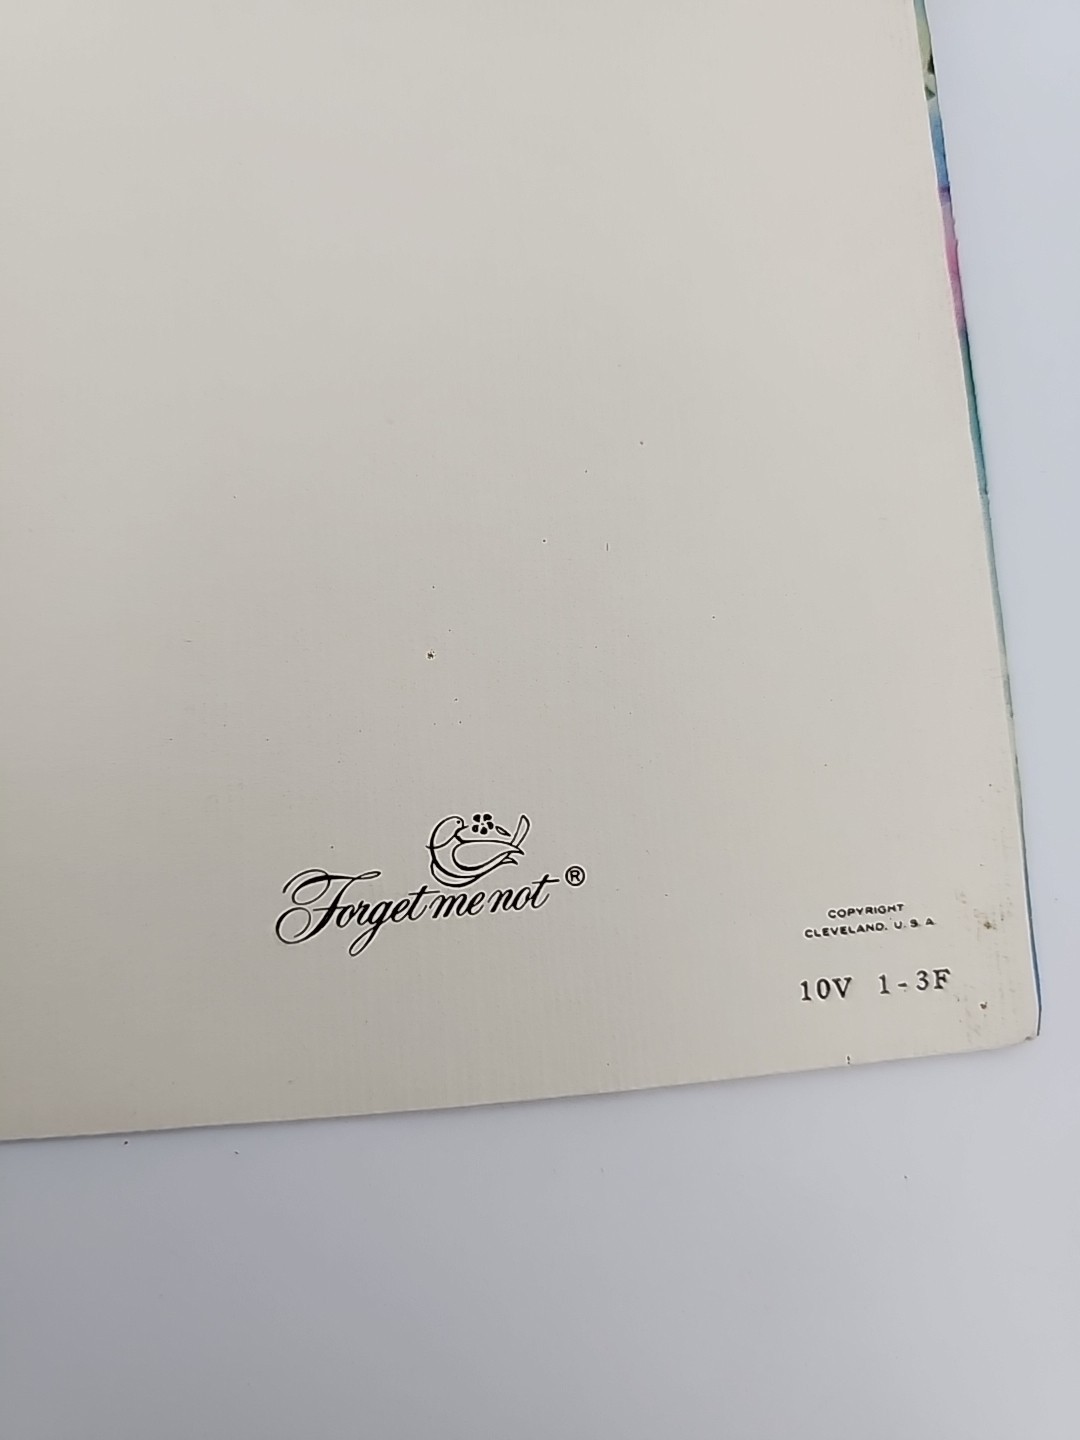 Forget me not®
COPYRIGHT
CLEVELAND, U.S.A
10V 1-3F